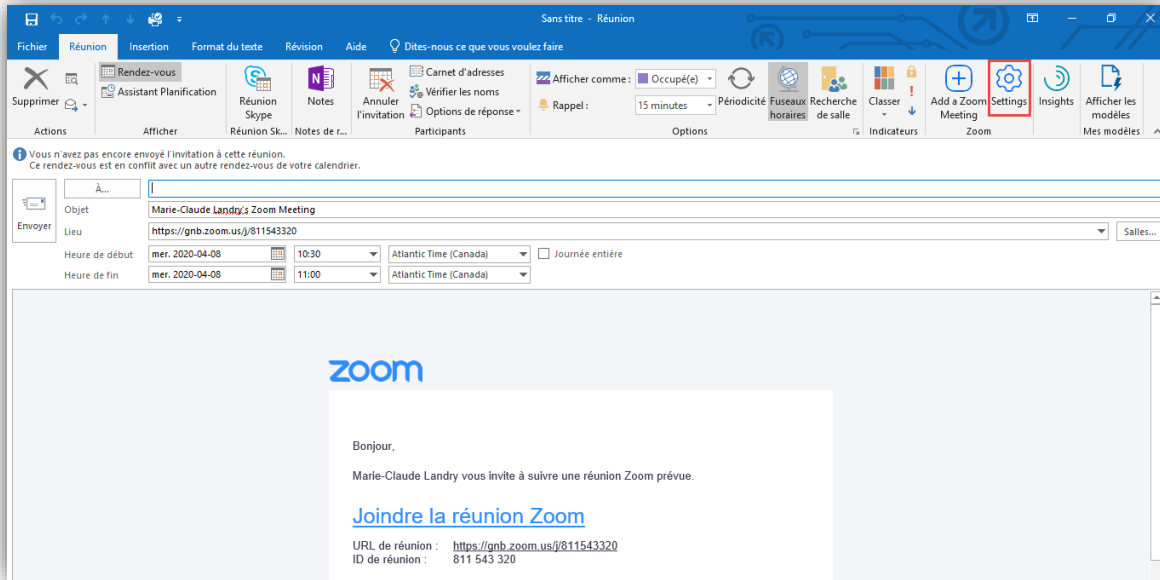 Sans titre - Réunion
Fichier Réunion Insertion Format du texte Révision Aide Dites-nous ce que vous voulez faire
Supprimer
Actions
Rendez-vous
Assistant Planification
Afficher
Réunion
Skype
Réunion Sk...
Notes
Notes de r...
Annuler
l'invitation
Carnet d'adresses
Vérifier les noms
Options de réponse
Participants
Afficher comme : Occupé(e)
Rappel : 15 minutes
Périodicité
Fuseaux
horaires
Recherche
de salle
Options
Classer
Indicateurs
Add a Zoom
Meeting
Settings
Zoom
Insights
Afficher les
modèles
Mes modèles
Vous n'avez pas encore envoyé l'invitation à cette réunion.
Ce rendez-vous est en conflit avec un autre rendez-vous de votre calendrier.
Envoyer
À...
Objet Marie-Claude Landry's Zoom Meeting
Lieu https://gnb.zoom.us/j/811543320 Salles...
Heure de début mer. 2020-04-08 10:30 Atlantic Time (Canada) Journée entière
Heure de fin mer. 2020-04-08 11:00 Atlantic Time (Canada)
zoom
Bonjour,
Marie-Claude Landry vous invite à suivre une réunion Zoom prévue.
Joindre la réunion Zoom
URL de réunion : https://gnb.zoom.us/j/811543320
ID de réunion : 811 543 320